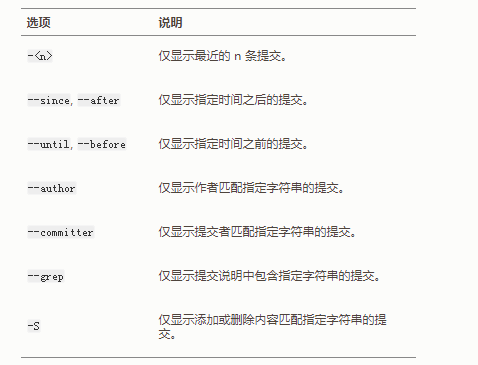 选项 说明
-<n> 仅显示最近的 n 条提交。
--since, --after 仅显示指定时间之后的提交。
--until, --before 仅显示指定时间之前的提交。
--author 仅显示作者匹配指定字符串的提交。
--committer 仅显示提交者匹配指定字符串的提交。
--grep 仅显示提交说明中包含指定字符串的提交。
-S 仅显示添加或删除内容匹配指定字符串的提
交。